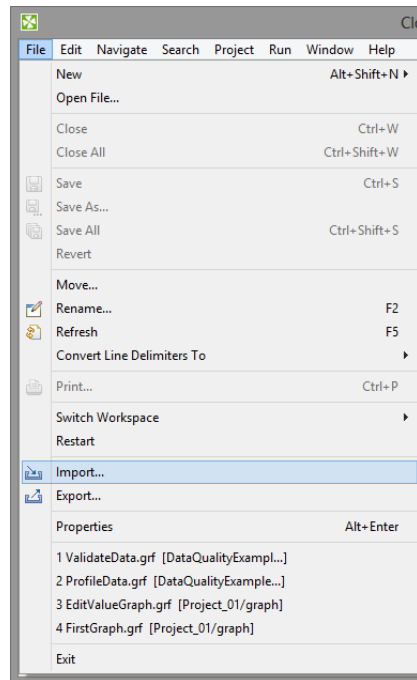 Clo
File Edit Navigate Search Project Run Window Help
New Alt+Shift+N
Open File...
Close Ctrl+W
Close All Ctrl+Shift+W
Save Ctrl+S
Save As...
Save All Ctrl+Shift+S
Revert
Move...
Rename... F2
Refresh F5
Convert Line Delimiters To
Print... Ctrl+P
Switch Workspace
Restart
Import...
Export...
Properties Alt+Enter
1 ValidateData.grf [DataQualityExampl...]
2 ProfileData.grf [DataQualityExample...]
3 EditValueGraph.grf [Project_01/graph]
4 FirstGraph.grf [Project_01/graph]
Exit